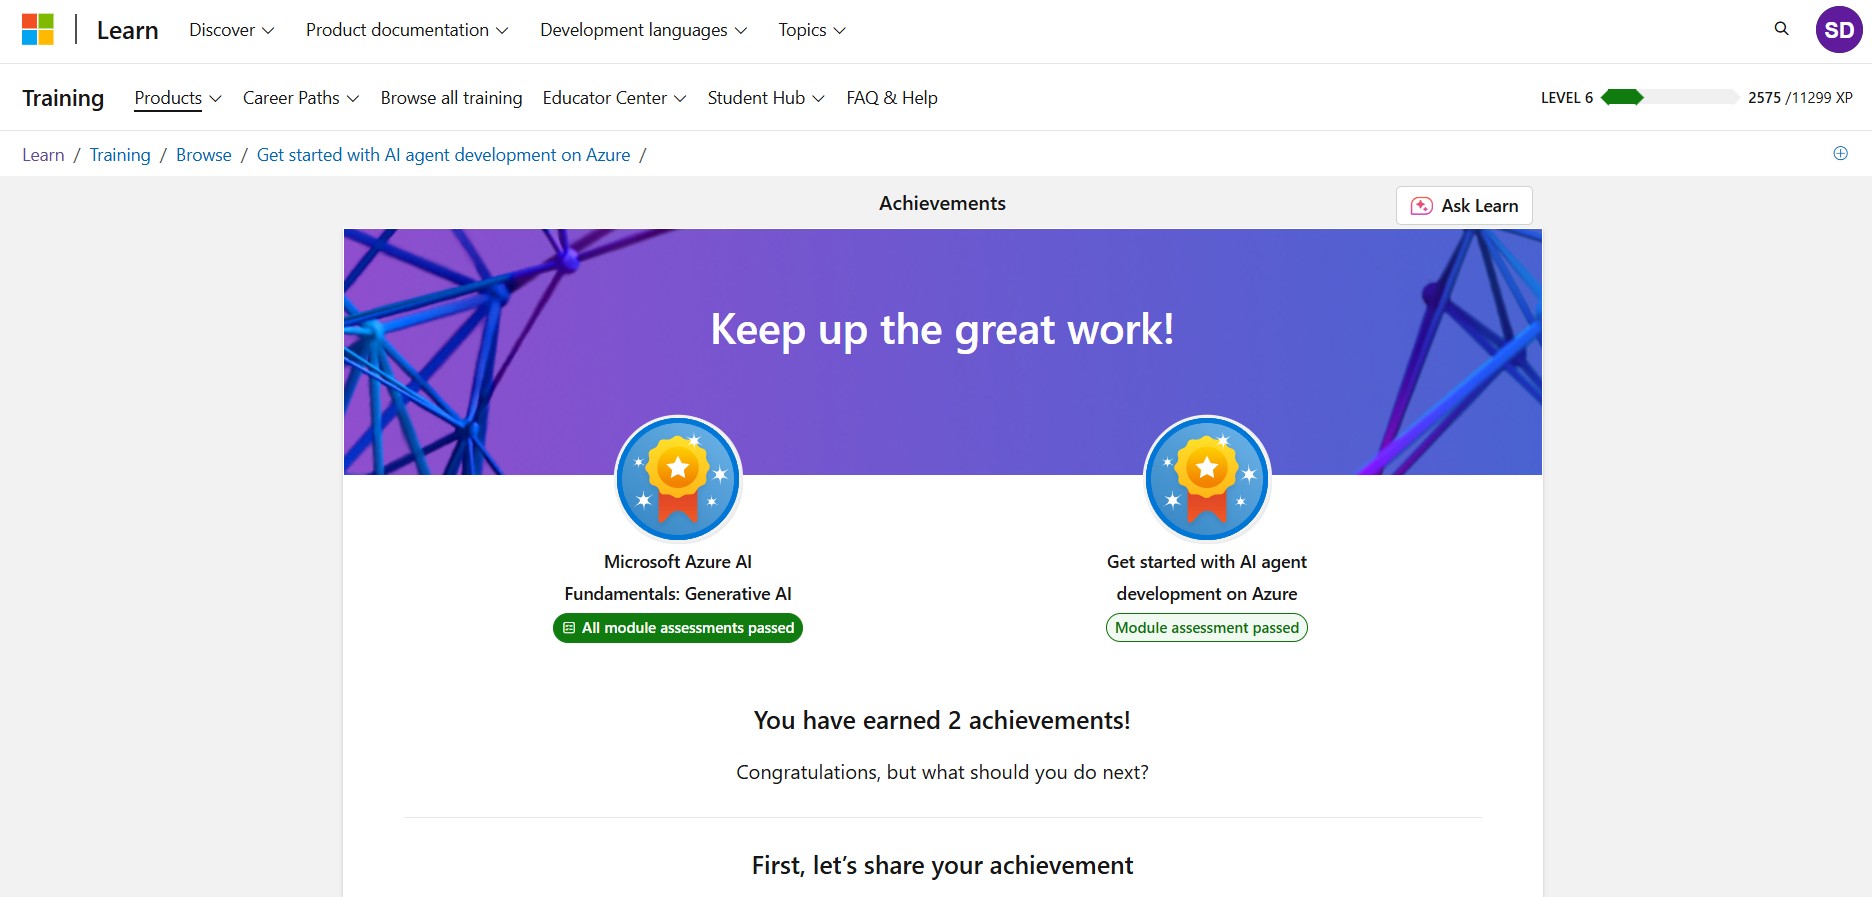 Learn Discover Product documentation Development languages Topics SD
Training Products Career Paths Browse all training Educator Center Student Hub FAQ & Help LEVEL 6 2575 /11299 XP
Learn / Training / Browse / Get started with AI agent development on Azure /
Achievements
Ask Learn
Keep up the great work!
Microsoft Azure AI
Fundamentals: Generative AI
All module assessments passed
Get started with AI agent
development on Azure
Module assessment passed
You have earned 2 achievements!
Congratulations, but what should you do next?
First, let’s share your achievement